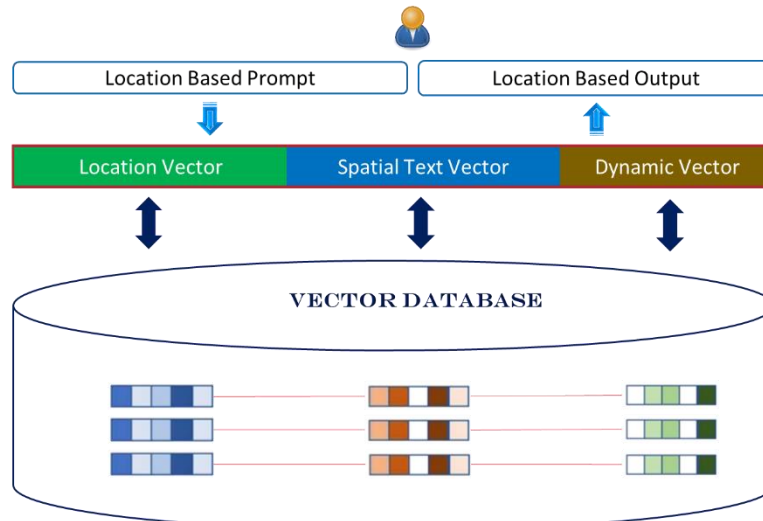 Location Based Prompt
Location Based Output
Location Vector
Spatial Text Vector
Dynamic Vector
VECTOR DATABASE